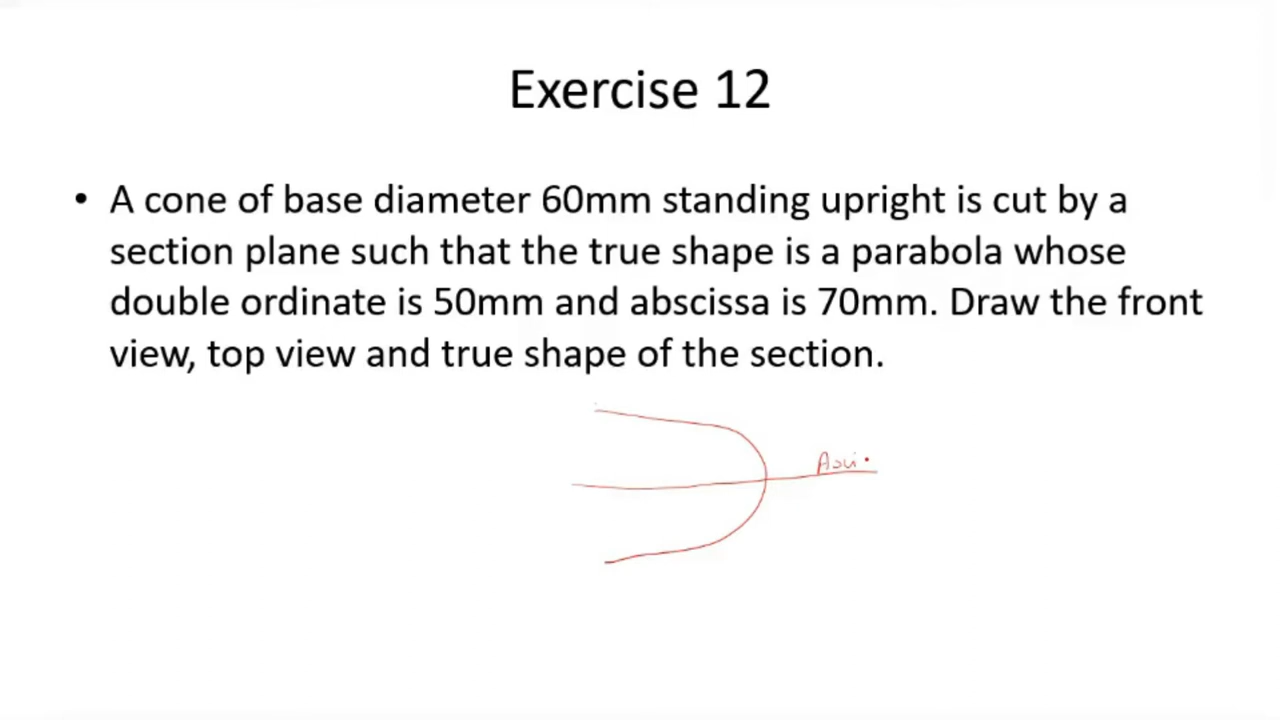 Exercise 12
• A cone of base diameter 60mm standing upright is cut by a
section plane such that the true shape is a parabola whose
double ordinate is 50mm and abscissa is 70mm. Draw the front
view, top view and true shape of the section.